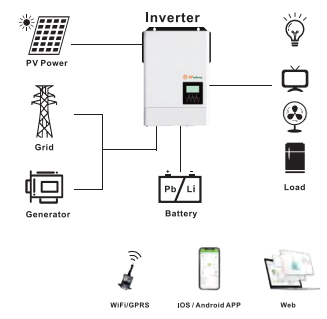 Inverter
PV Power
Grid
Generator
Pb/Li
Battery
Load
WiFi/GPRS
IOS / Android APP
Web